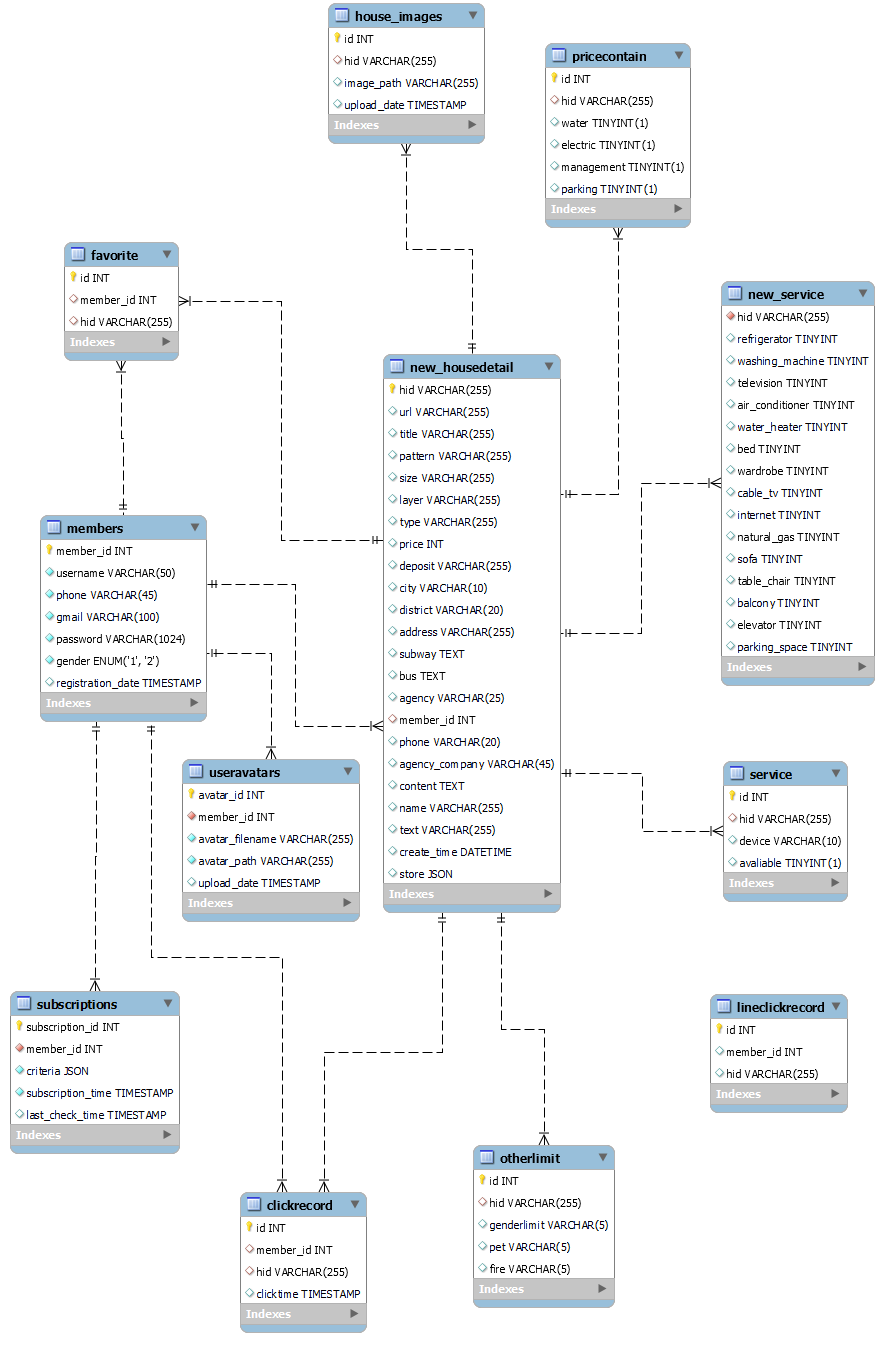 house_images
id INT
hid VARCHAR(255)
image_path VARCHAR(255)
upload_date TIMESTAMP
Indexes
pricecontain
id INT
hid VARCHAR(255)
water TINYINT(1)
electric TINYINT(1)
management TINYINT(1)
parking TINYINT(1)
Indexes
favorite
id INT
member_id INT
hid VARCHAR(255)
Indexes
new_service
hid VARCHAR(255)
refrigerator TINYINT
washing_machine TINYINT
television TINYINT
air_conditioner TINYINT
water_heater TINYINT
bed TINYINT
wardrobe TINYINT
cable_tv TINYINT
internet TINYINT
natural_gas TINYINT
sofa TINYINT
table_chair TINYINT
balcony TINYINT
elevator TINYINT
parking_space TINYINT
Indexes
new_housedetail
hid VARCHAR(255)
url VARCHAR(255)
title VARCHAR(255)
pattern VARCHAR(255)
size VARCHAR(255)
layer VARCHAR(255)
type VARCHAR(255)
price INT
deposit VARCHAR(255)
city VARCHAR(10)
district VARCHAR(20)
address VARCHAR(255)
subway TEXT
bus TEXT
agency VARCHAR(25)
member_id INT
phone VARCHAR(20)
agency_company VARCHAR(45)
content TEXT
name VARCHAR(255)
text VARCHAR(255)
create_time DATETIME
store JSON
Indexes
members
member_id INT
username VARCHAR(50)
phone VARCHAR(45)
gmail VARCHAR(100)
password VARCHAR(1024)
gender ENUM('1', '2')
registration_date TIMESTAMP
Indexes
useravatars
avatar_id INT
member_id INT
avatar_filename VARCHAR(255)
avatar_path VARCHAR(255)
upload_date TIMESTAMP
Indexes
service
id INT
hid VARCHAR(255)
device VARCHAR(10)
avaliable TINYINT(1)
Indexes
subscriptions
subscription_id INT
member_id INT
criteria JSON
subscription_time TIMESTAMP
last_check_time TIMESTAMP
Indexes
lineclickrecord
id INT
member_id INT
hid VARCHAR(255)
Indexes
otherlimit
id INT
hid VARCHAR(255)
genderlimit VARCHAR(5)
pet VARCHAR(5)
fire VARCHAR(5)
Indexes
clickrecord
id INT
member_id INT
hid VARCHAR(255)
clicktime TIMESTAMP
Indexes